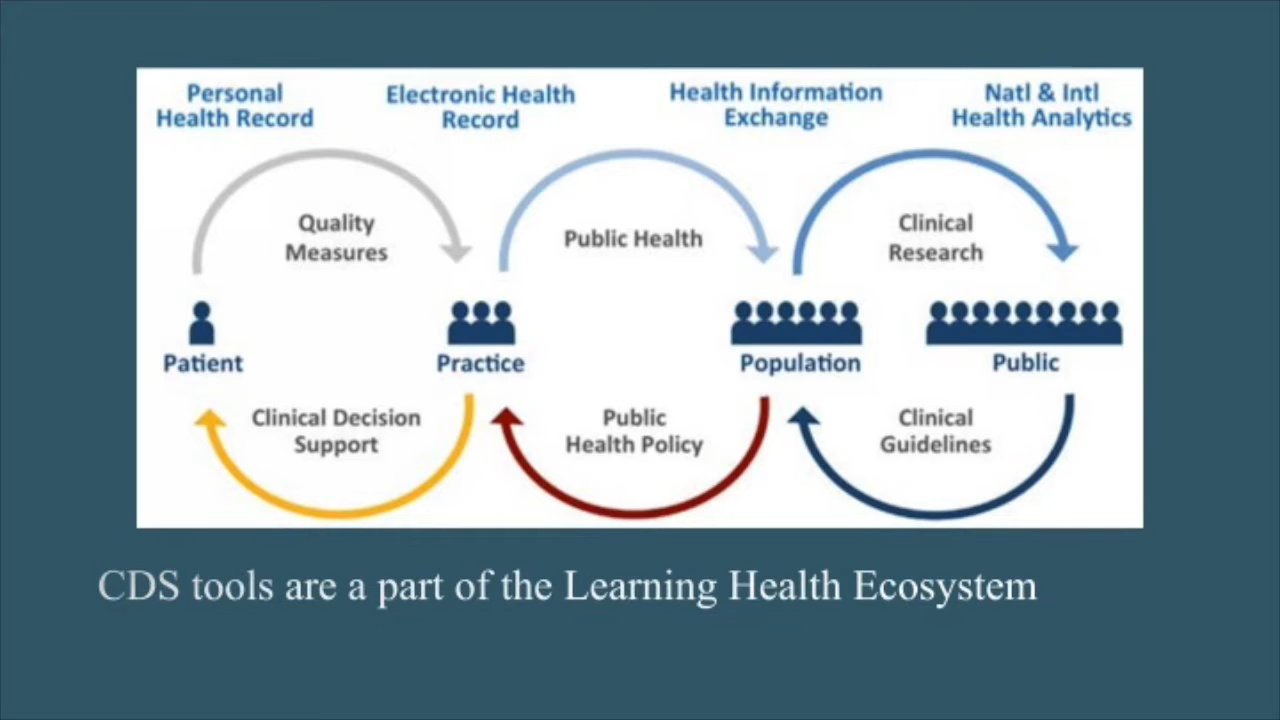 Personal
Health Record
Electronic Health
Record
Health Information
Exchange
Natl & Intl
Health Analytics
Quality
Measures
Public Health
Clinical
Research
Patient
Practice
Population
Public
Clinical Decision
Support
Public
Health Policy
Clinical
Guidelines
CDS tools are a part of the Learning Health Ecosystem